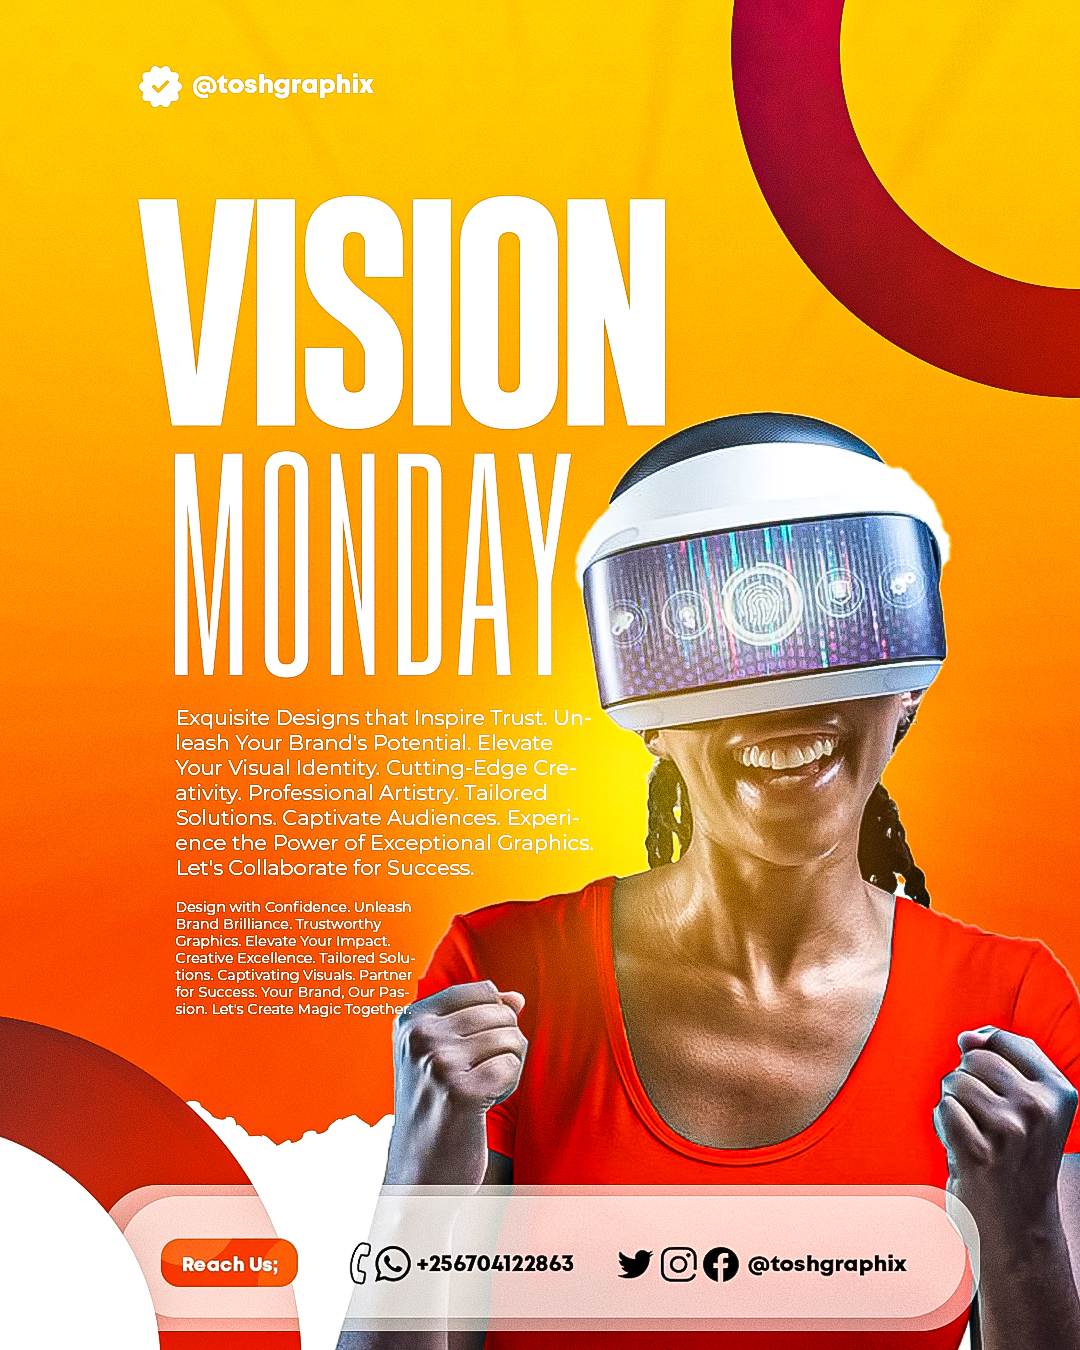 @toshgraphix
VISION
MONDAY
Exquisite Designs that Inspire Trust. Un-
leash Your Brand's Potential. Elevate
Your Visual Identity. Cutting-Edge Cre-
ativity. Professional Artistry. Tailored
Solutions. Captivate Audiences. Experi-
ence the Power of Exceptional Graphics.
Let's Collaborate for Success.
Design with Confidence. Unleash
Brand Brilliance. Trustworthy
Graphics. Elevate Your Impact.
Creative Excellence. Tailored Solu-
tions. Captivating Visuals. Partner
for Success. Your Brand, Our Pas-
sion. Let's Create Magic Together.
Reach Us; +256704122863 @toshgraphix